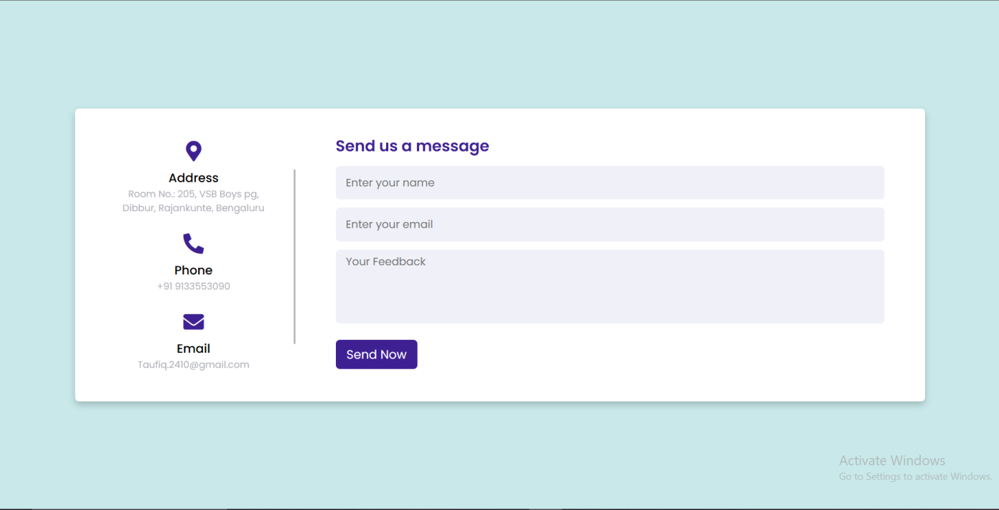 Address
Room No.: 205, VSB Boys pg,
Dibbur, Rajankunte, Bengaluru
Phone
+91 9133553090
Email
Taufiq.2410@gmail.com
Send us a message
Enter your name
Enter your email
Your Feedback
Send Now
Activate Windows
Go to Settings to activate Windows.